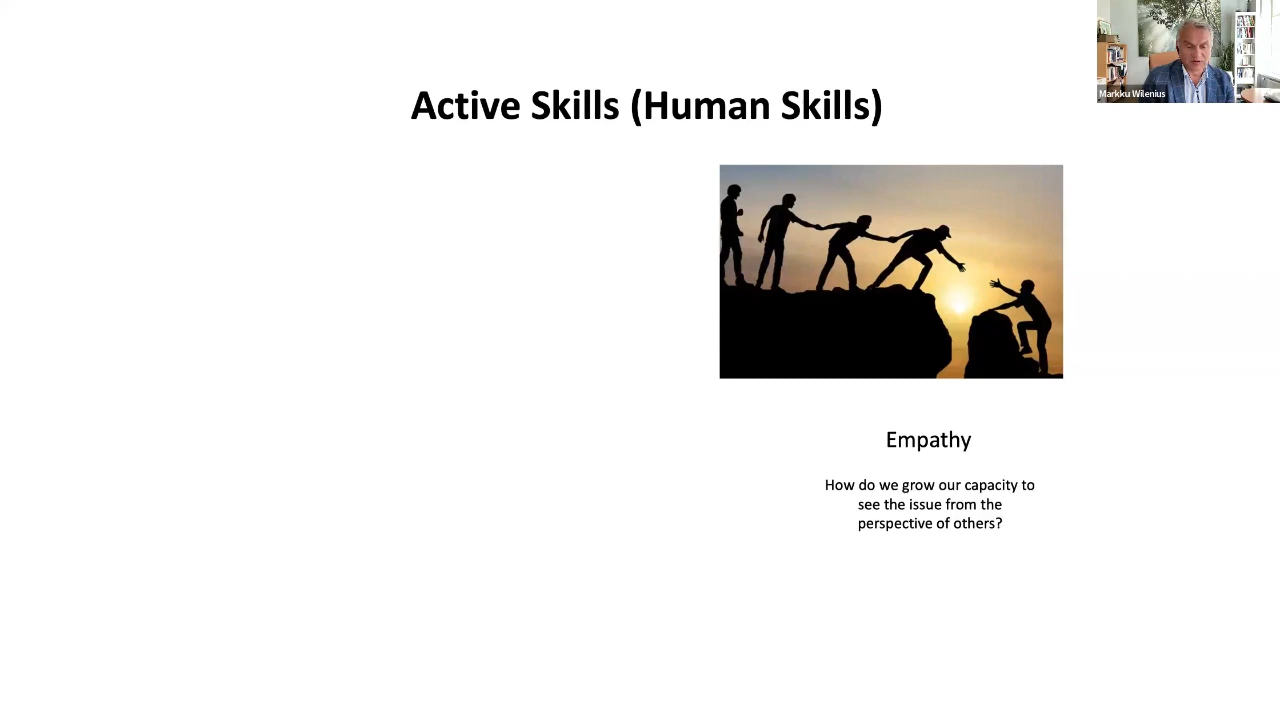 Markku Wilenius
Active Skills (Human Skills)
Empathy
How do we grow our capacity to
see the issue from the
perspective of others?